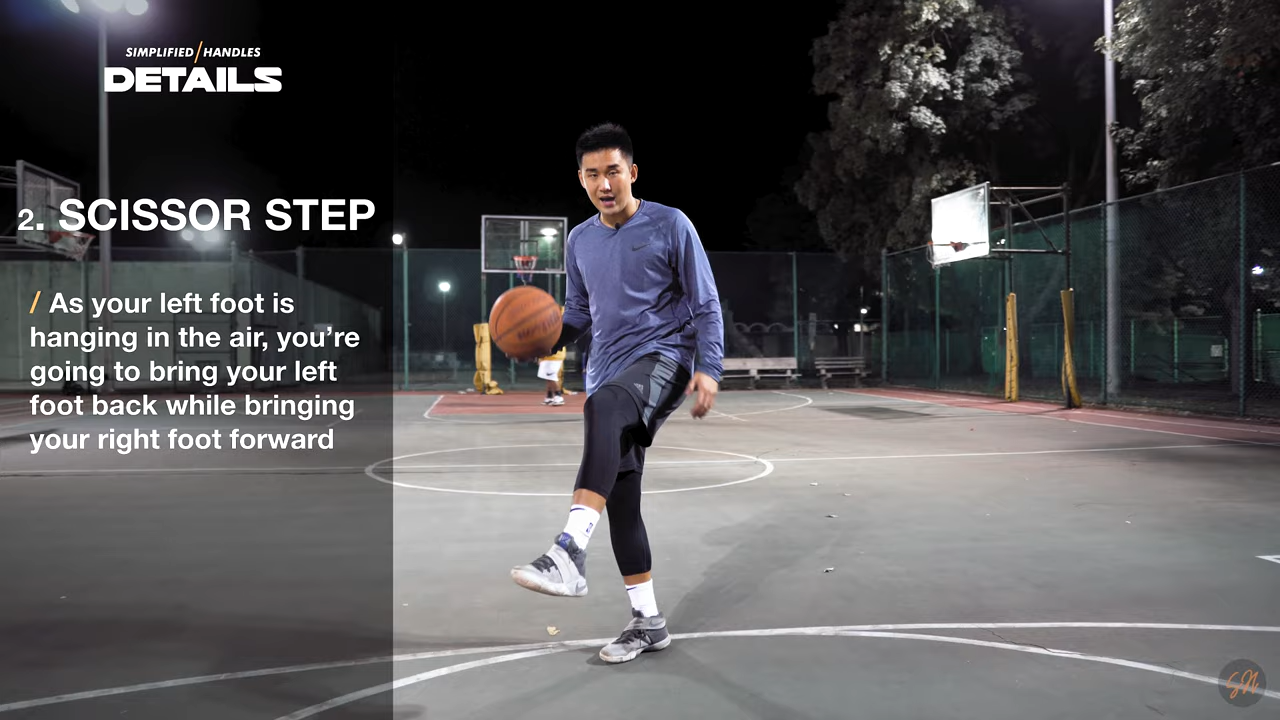 SIMPLIFIED/HANDLES
DETAILS
2. SCISSOR STEP
/ As your left foot is
hanging in the air, you’re
going to bring your left
foot back while bringing
your right foot forward
SN